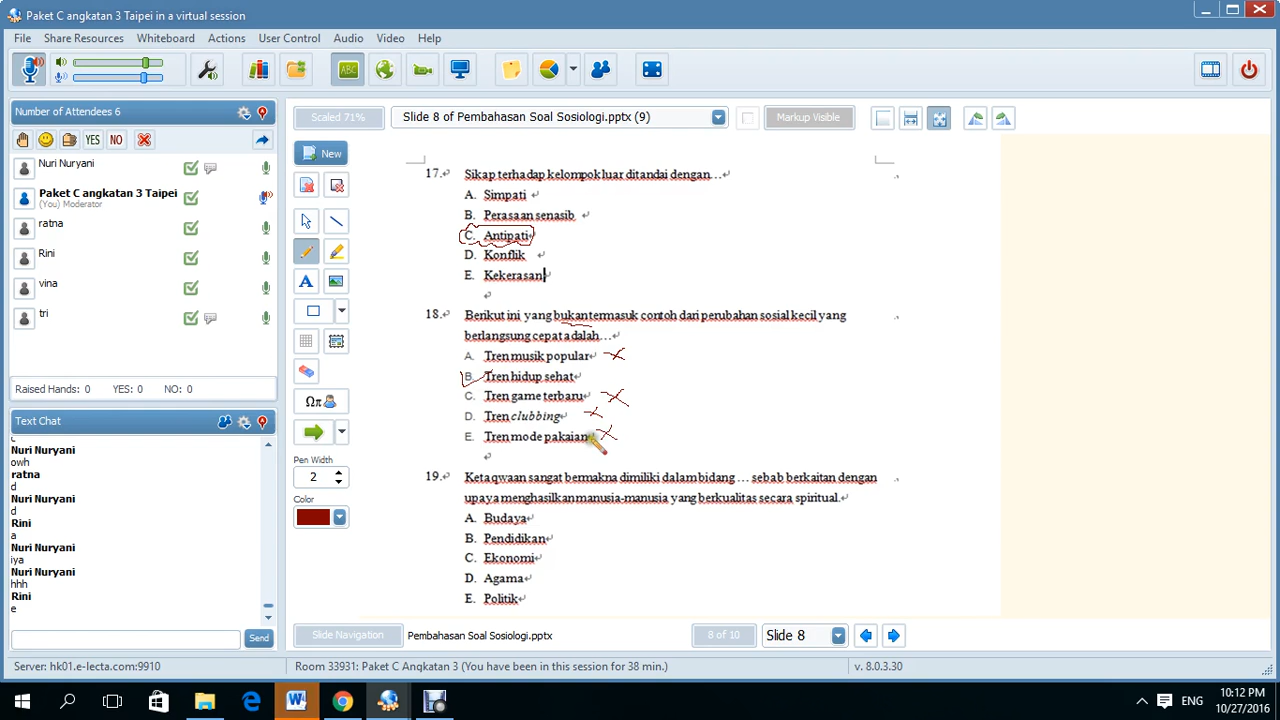 Paket C angkatan 3 Taipei in a virtual session
File Share Resources Whiteboard Actions User Control Audio Video Help
ABC
Number of Attendees 6
YES NO
Nuri Nuryani
Paket C angkatan 3 Taipei
(You) Moderator
ratna
Rini
vina
tri
Raised Hands: 0 YES: 0 NO: 0
Text Chat
Nuri Nuryani
owh
ratna
d
Nuri Nuryani
d
Rini
a
Nuri Nuryani
iya
Nuri Nuryani
hhh
Rini
e
Send
Scaled 71%
Slide 8 of Pembahasan Soal Sosiologi.pptx (9)
Markup Visible
New
A
Ωπ
Pen Width
2
Color
17. Sikap terhadap kelompok luar ditandai dengan…
A. Simpati
B. Perasaan senasib
C. Antipati
D. Konflik
E. Kekerasan
18. Berikut ini yang bukan termasuk contoh dari perubahan sosial kecil yang
berlangsung cepat adalah…
A. Tren musik popular
B. Tren hidup sehat
C. Tren game terbaru
D. Tren clubbing
E. Tren mode pakaian
19. Ketaqwaan sangat bermakna dimiliki dalam bidang … sebab berkaitan dengan
upaya menghasilkan manusia-manusia yang berkualitas secara spiritual.
A. Budaya
B. Pendidikan
C. Ekonomi
D. Agama
E. Politik
Slide Navigation
Pembahasan Soal Sosiologi.pptx
8 of 10
Slide 8
Server: hk01.e-lecta.com:9910
Room 33931: Paket C Angkatan 3 (You have been in this session for 38 min.)
v. 8.0.3.30
ENG
10:12 PM
10/27/2016